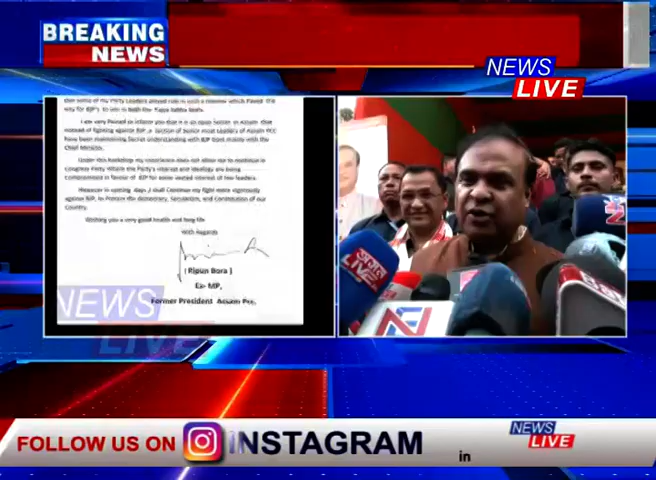 BREAKING
NEWS
NEWS
LIVE
that some of my Party Leaders played role in such a manner which Paved the
way for BJP's to win in both the Rajya Sabha seats.
I am very Pained to inform you that it is an open Secret in Assam that
instead of fighting against BJP, a Section of Senior most Leaders of Assam PCC
have been maintaining Secret understanding with BJP Govt mainly with the
Chief Minister.
Under this backdrop my conscience does not allow me to continue in
Congress Party where the Party's interest and Ideology are being
compromised in favour of BJP for some vested interest of few leaders.
However in coming days, I shall Continue my fight more vigorously
against BJP, to Protect the democracy, Secularism, and Constitution of our
Country.
Wishing you a very good health and long life.
With Regards
( Ripun Bora )
Ex- MP,
Former President Assam Pcc.
NEWS
LIVE
LIVE
FOLLOW US ON INSTAGRAM
in
NEWS
LIVE